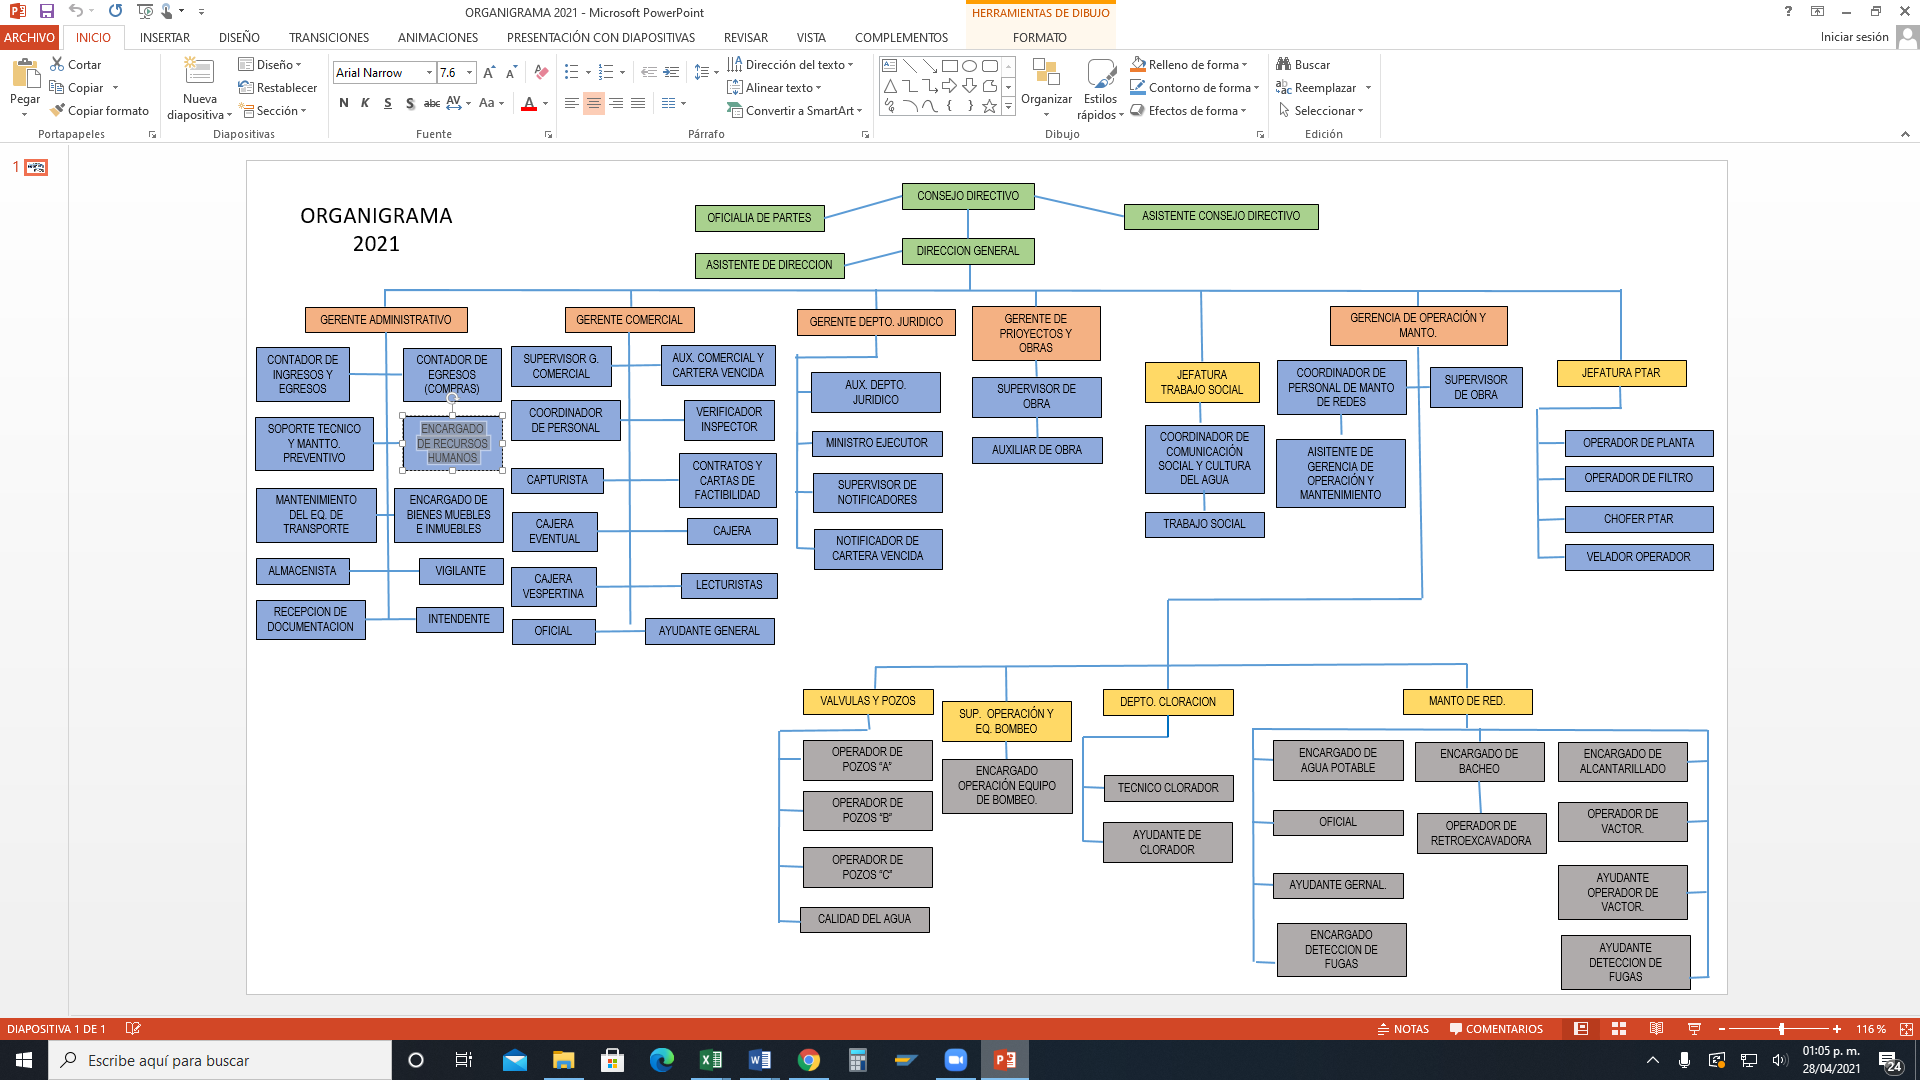 ORGANIGRAMA 2021 - Microsoft PowerPoint
HERRAMIENTAS DE DIBUJO
?
ARCHIVO
INICIO
INSERTAR
DISEÑO
TRANSICIONES
ANIMACIONES
PRESENTACIÓN CON DIAPOSITIVAS
REVISAR
VISTA
COMPLEMENTOS
FORMATO
Iniciar sesión
Pegar
Cortar
Copiar
Copiar formato
Portapapeles
Nueva
diapositiva
Diseño
Restablecer
Sección
Diapositivas
Arial Narrow
7.6
N K S S abc AV Aa A
Fuente
Dirección del texto
Alinear texto
Convertir a SmartArt
Párrafo
Organizar
Estilos
rápidos
Relleno de forma
Contorno de forma
Efectos de forma
Dibujo
Buscar
Reemplazar
Seleccionar
Edición
1
ORGANIGRAMA
2021
CONSEJO DIRECTIVO
OFICIALIA DE PARTES
ASISTENTE CONSEJO DIRECTIVO
DIRECCION GENERAL
ASISTENTE DE DIRECCION
GERENTE ADMINISTRATIVO
CONTADOR DE
INGRESOS Y
EGRESOS
CONTADOR DE
EGRESOS
(COMPRAS)
SOPORTE TECNICO
Y MANTTO.
PREVENTIVO
ENCARGADO
DE RECURSOS
HUMANOS
MANTENIMIENTO
DEL EQ. DE
TRANSPORTE
ENCARGADO DE
BIENES MUEBLES
E INMUEBLES
ALMACENISTA
VIGILANTE
RECEPCION DE
DOCUMENTACION
INTENDENTE
GERENTE COMERCIAL
SUPERVISOR G.
COMERCIAL
AUX. COMERCIAL Y
CARTERA VENCIDA
COORDINADOR
DE PERSONAL
VERIFICADOR
INSPECTOR
CAPTURISTA
CONTRATOS Y
CARTAS DE
FACTIBILIDAD
CAJERA
EVENTUAL
CAJERA
CAJERA
VESPERTINA
LECTURISTAS
OFICIAL
AYUDANTE GENERAL
GERENTE DEPTO. JURIDICO
AUX. DEPTO.
JURIDICO
MINISTRO EJECUTOR
SUPERVISOR DE
NOTIFICADORES
NOTIFICADOR DE
CARTERA VENCIDA
GERENTE DE
PRIOYECTOS Y
OBRAS
SUPERVISOR DE
OBRA
AUXILIAR DE OBRA
JEFATURA
TRABAJO SOCIAL
COORDINADOR DE
COMUNICACIÓN
SOCIAL Y CULTURA
DEL AGUA
TRABAJO SOCIAL
GERENCIA DE OPERACIÓN Y
MANTO.
COORDINADOR DE
PERSONAL DE MANTO
DE REDES
SUPERVISOR
DE OBRA
AISITENTE DE
GERENCIA DE
OPERACIÓN Y
MANTENIMIENTO
JEFATURA PTAR
OPERADOR DE PLANTA
OPERADOR DE FILTRO
CHOFER PTAR
VELADOR OPERADOR
VALVULAS Y POZOS
OPERADOR DE
POZOS “A”
OPERADOR DE
POZOS “B”
OPERADOR DE
POZOS “C”
CALIDAD DEL AGUA
SUP. OPERACIÓN Y
EQ. BOMBEO
ENCARGADO
OPERACIÓN EQUIPO
DE BOMBEO.
DEPTO. CLORACION
TECNICO CLORADOR
AYUDANTE DE
CLORADOR
MANTO DE RED.
ENCARGADO DE
AGUA POTABLE
OFICIAL
AYUDANTE GERNAL.
ENCARGADO
DETECCION DE
FUGAS
ENCARGADO DE
BACHEO
OPERADOR DE
RETROEXCAVADORA
ENCARGADO DE
ALCANTARILLADO
OPERADOR DE
VACTOR.
AYUDANTE
OPERADOR DE
VACTOR.
AYUDANTE
DETECCION DE
FUGAS
DIAPOSITIVA 1 DE 1
NOTAS
COMENTARIOS
116 %
Escribe aquí para buscar
01:05 p. m.
28/04/2021
24